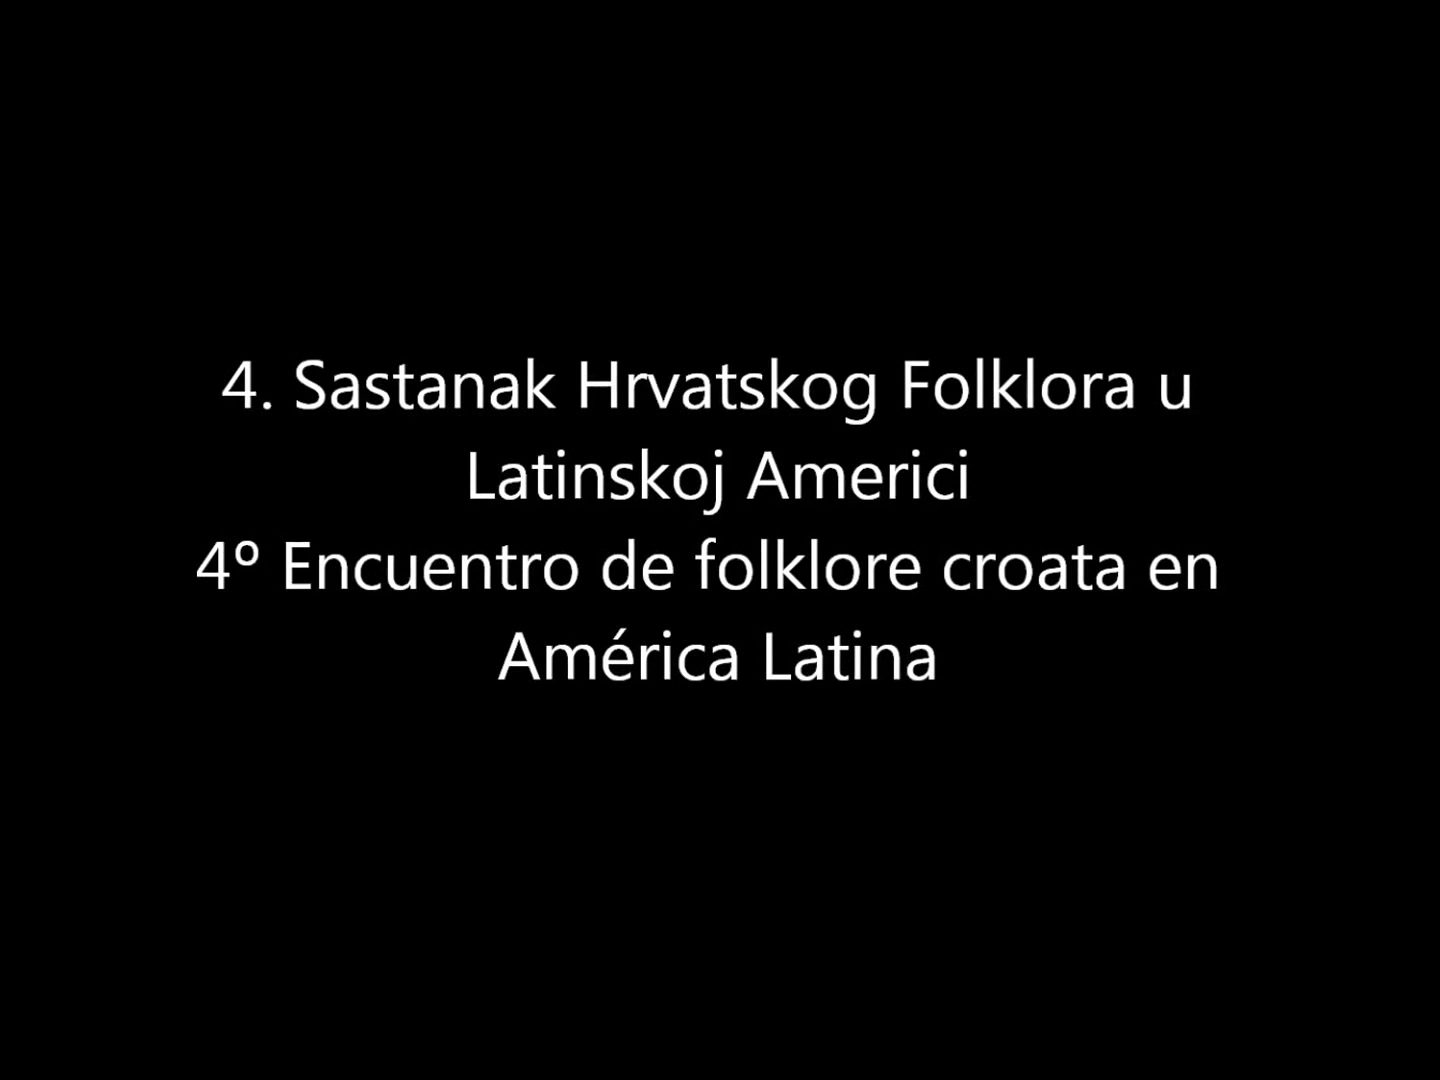 4. Sastanak Hrvatskog Folklora u
Latinskoj Americi
4º Encuentro de folklore croata en
América Latina